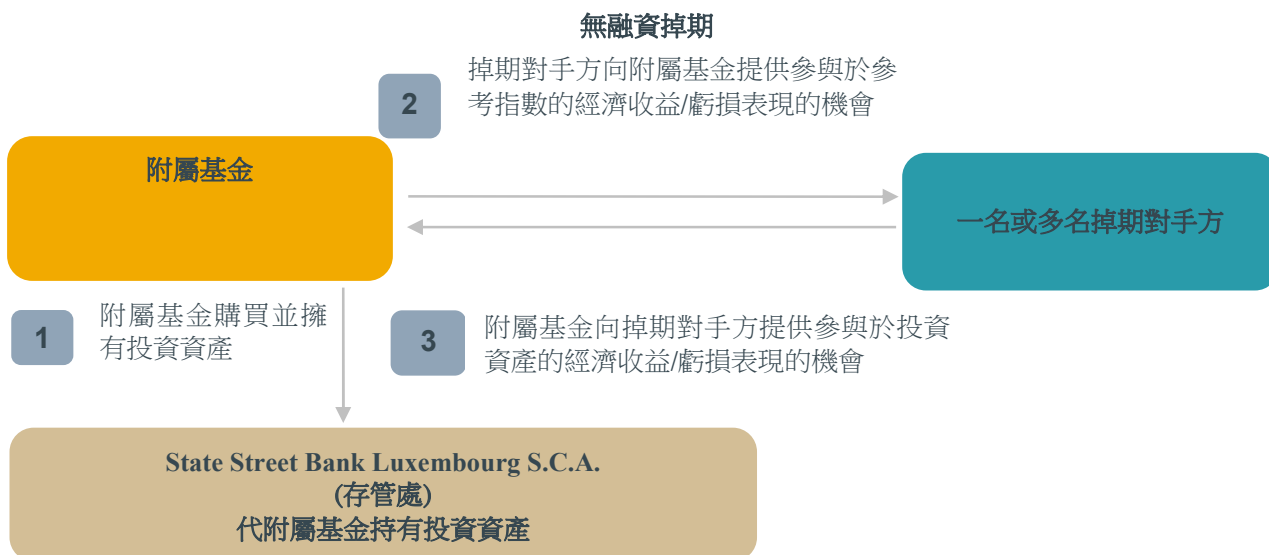 無融資掉期
2
掉期對手方向附屬基金提供參與於參
考指數的經濟收益/虧損表現的機會
附屬基金
一名或多名掉期對手方
1
附屬基金購買並擁
有投資資產
3
附屬基金向掉期對手方提供參與於投資
資產的經濟收益/虧損表現的機會
State Street Bank Luxembourg S.C.A.
(存管處)
代附屬基金持有投資資產